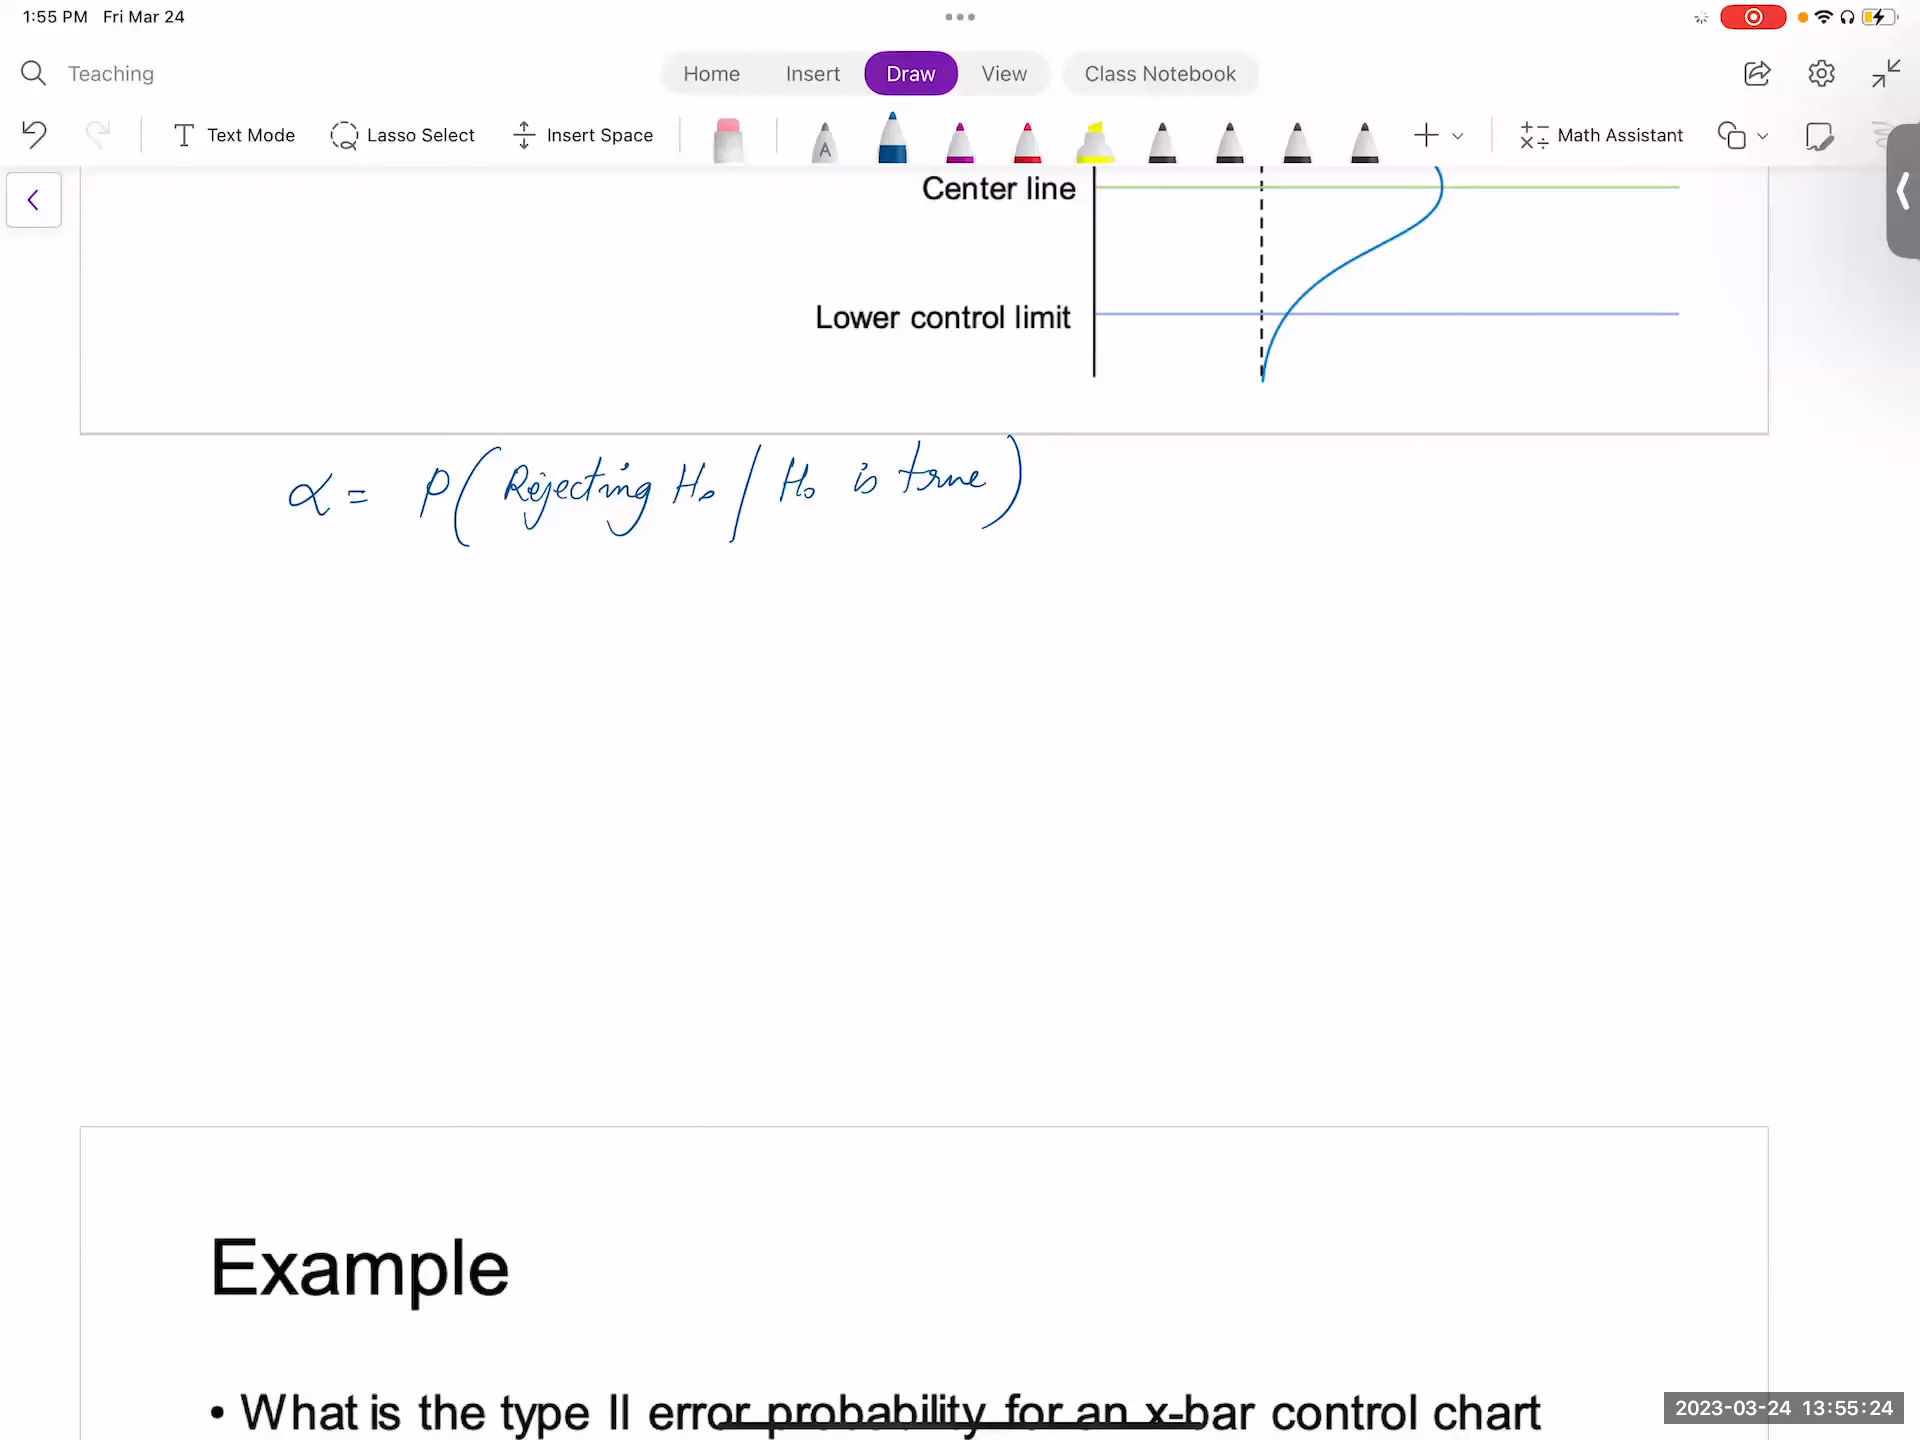 1:55 PM Fri Mar 24
Teaching
Home Insert Draw View Class Notebook
Text Mode Lasso Select Insert Space A Math Assistant
Center line
Lower control limit
α = P( Rejecting H₀ / H₀ is true )
Example
• What is the type II error probability for an x-bar control chart
2023-03-24 13:55:24